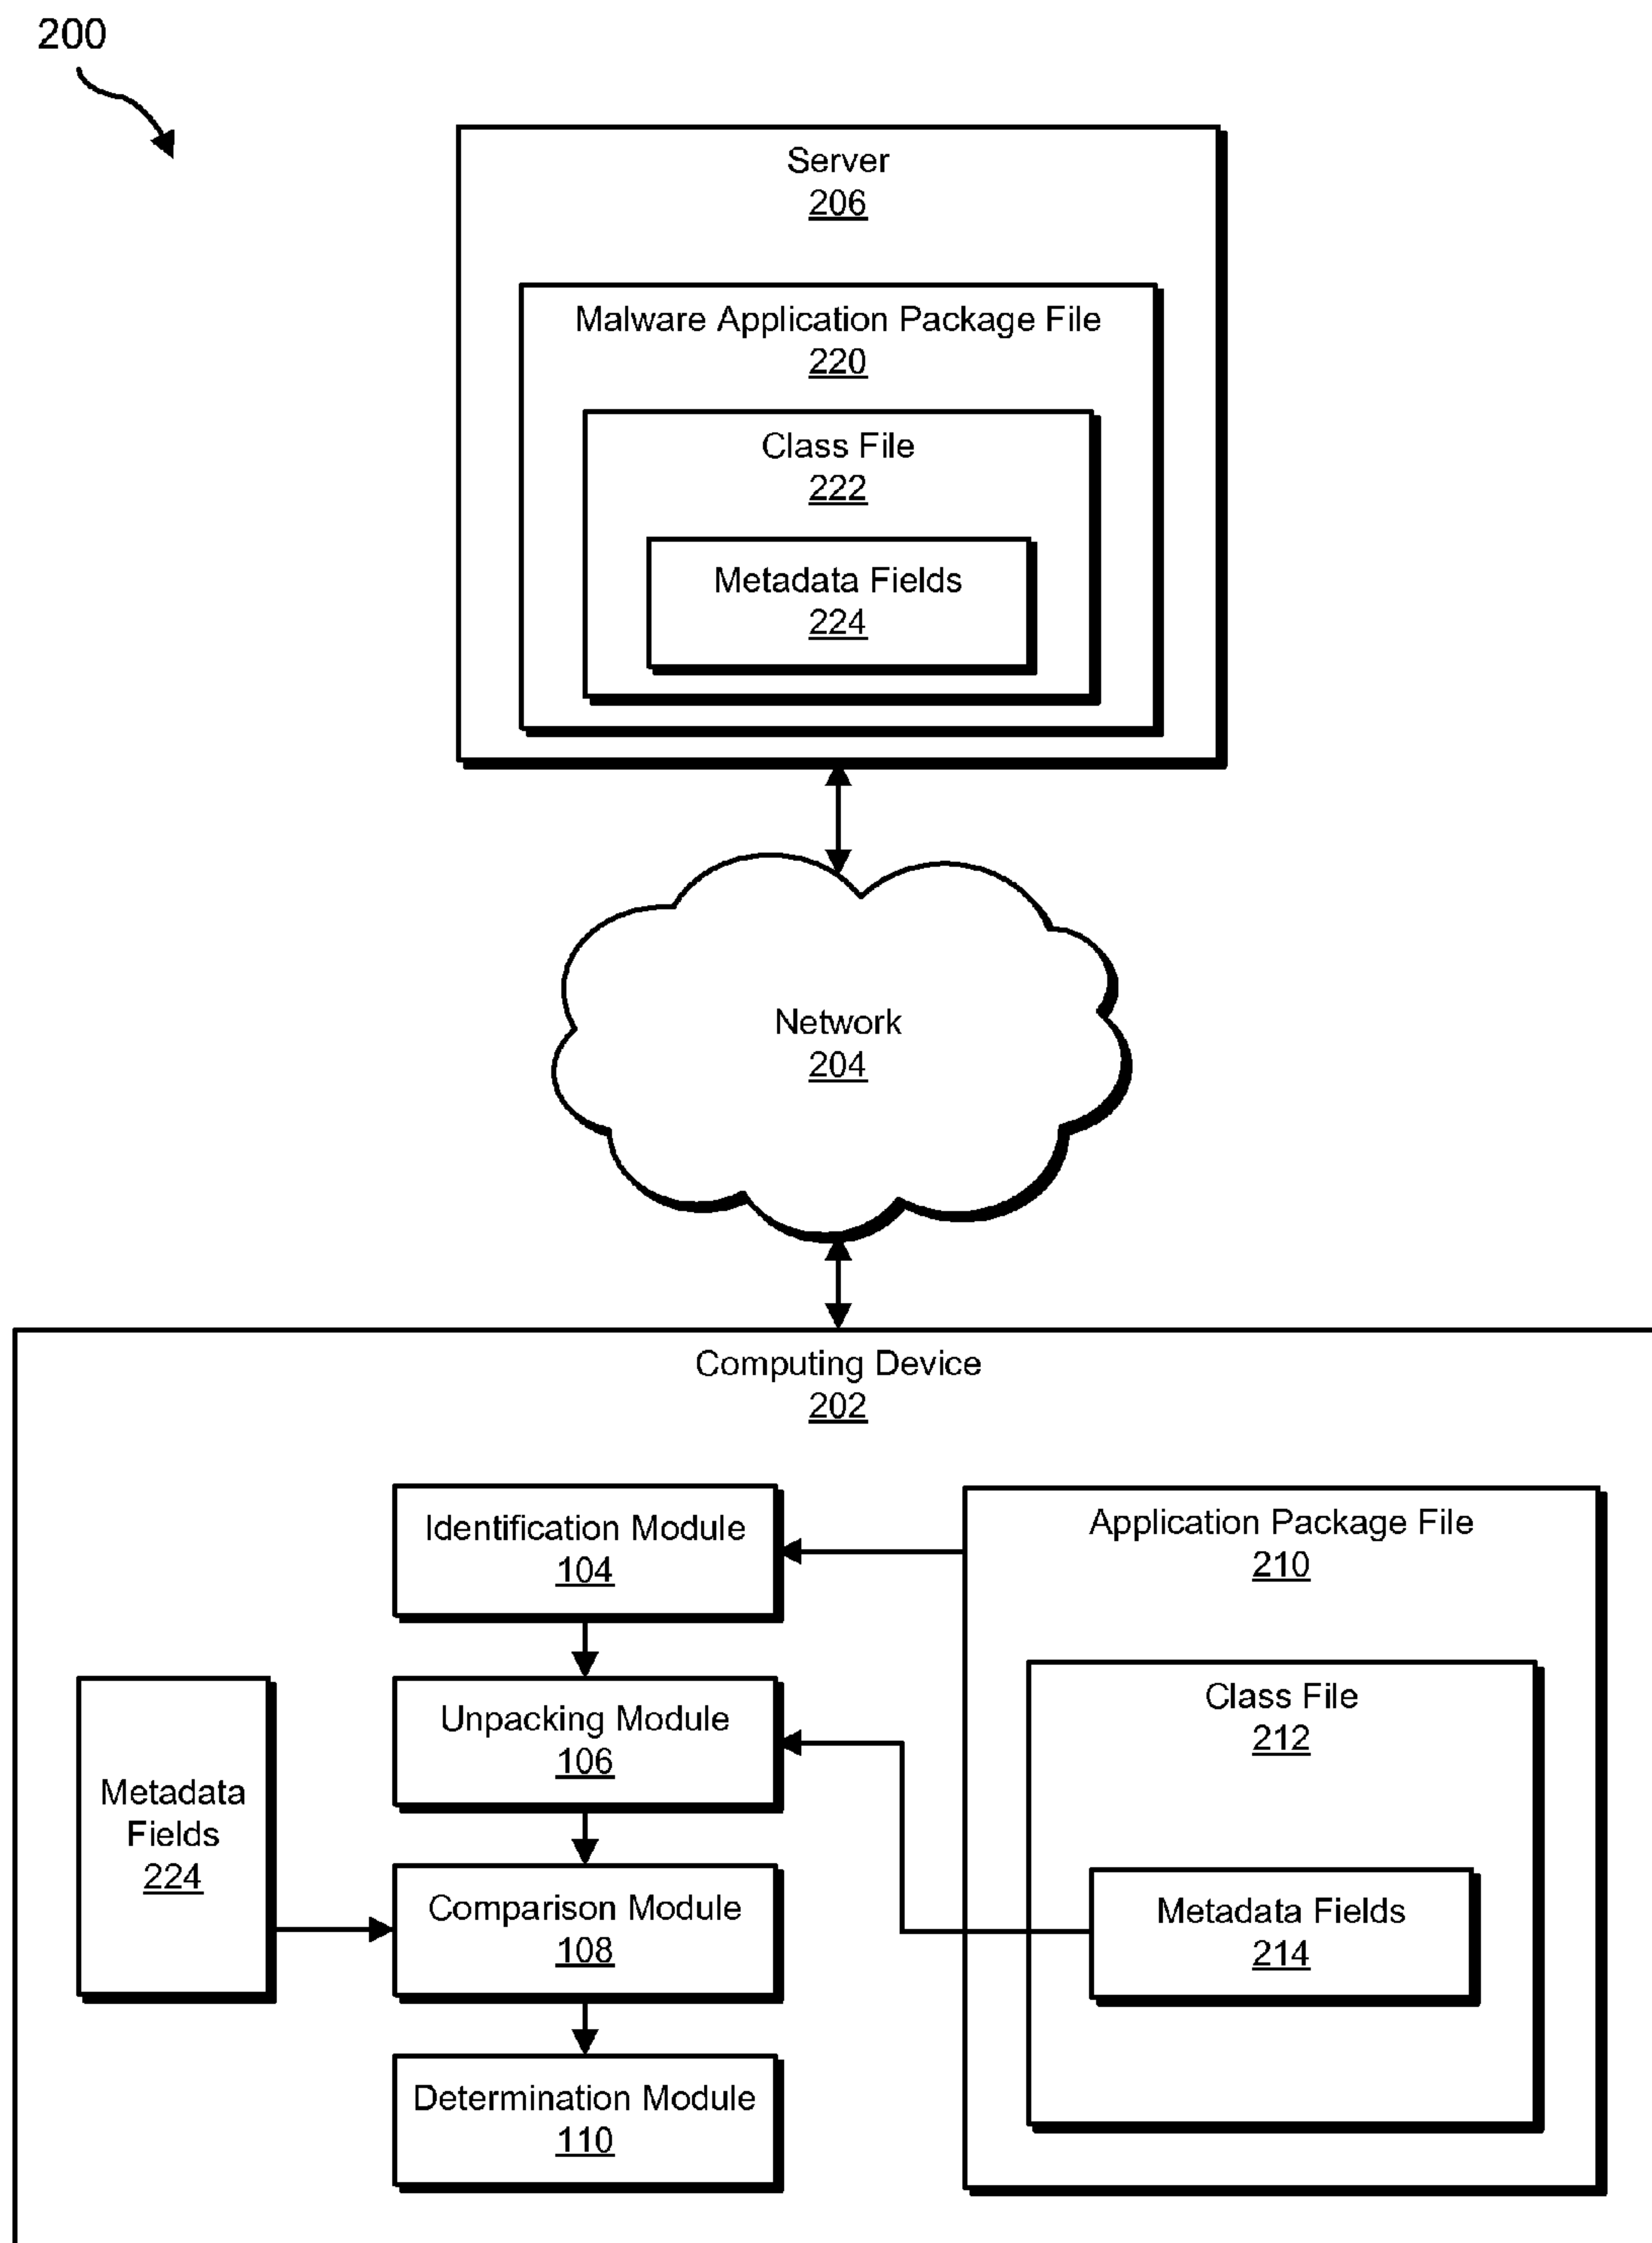 200
Server
206
Malware Application Package File
220
Class File
222
Metadata Fields
224
Network
204
Computing Device
202
Identification Module
104
Application Package File
210
Unpacking Module
106
Class File
212
Metadata
Fields
224
Comparison Module
108
Metadata Fields
214
Determination Module
110